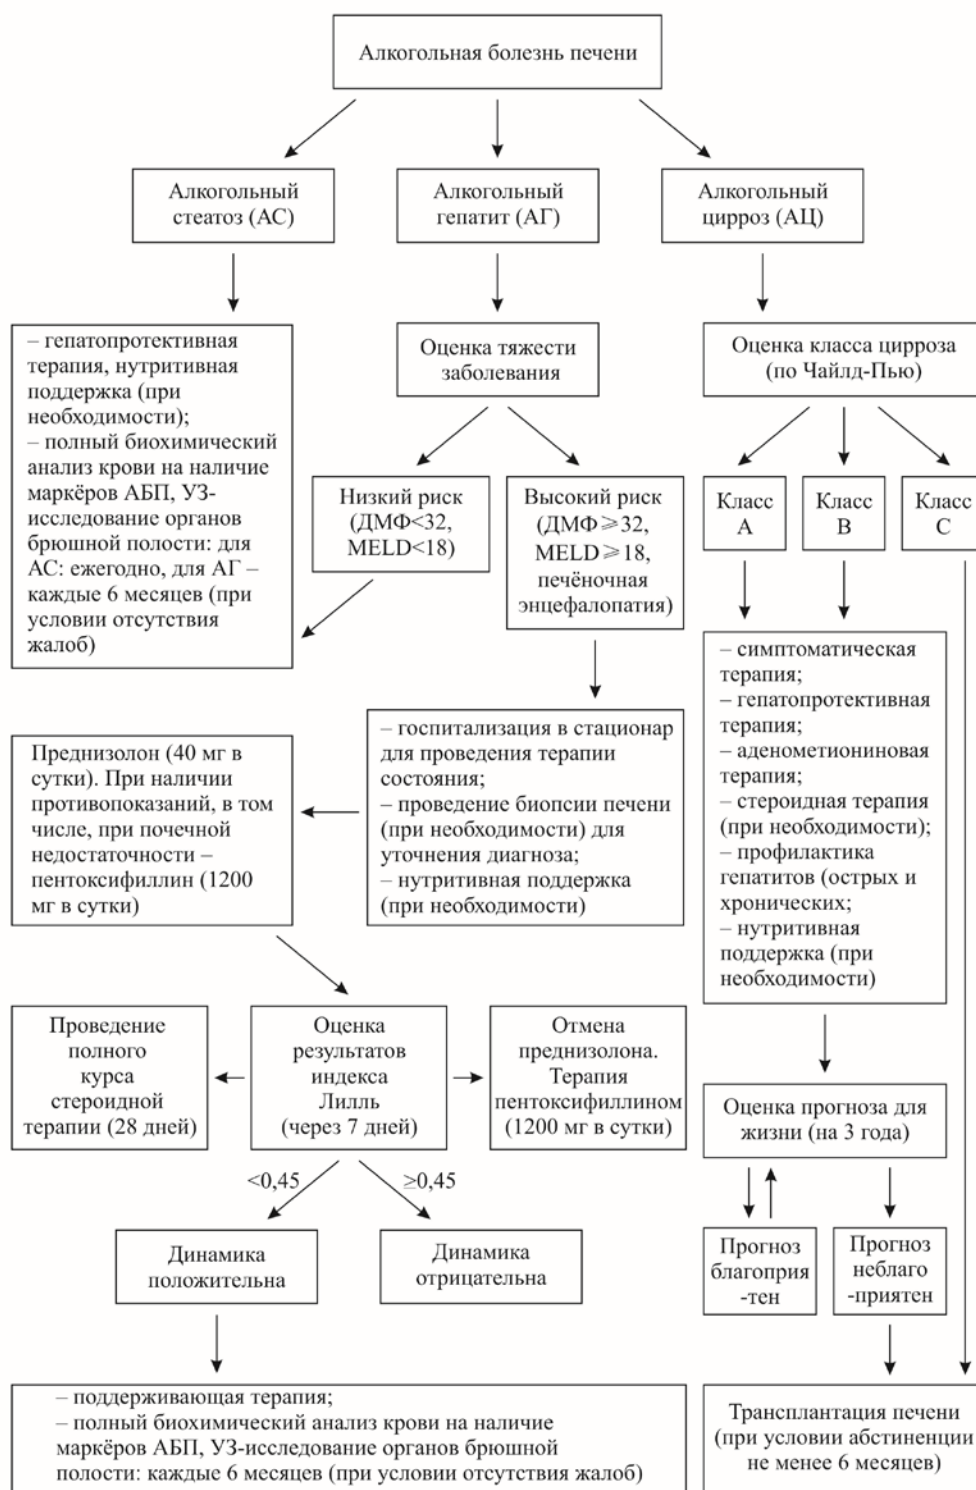 Алкогольная болезнь печени
Алкогольный
стеатоз (АС)
Алкогольный
гепатит (АГ)
Алкогольный
цирроз (АЦ)
– гепатопротективная
терапия, нутритивная
поддержка (при
необходимости);
– полный биохимический
анализ крови на наличие
маркёров АБП, УЗ-
исследование органов
брюшной полости: для
АС: ежегодно, для АГ –
каждые 6 месяцев (при
условии отсутствия
жалоб)
Оценка тяжести
заболевания
Оценка класса цирроза
(по Чайлд-Пью)
Низкий риск
(ДМФ<32,
MELD<18)
Высокий риск
(ДМФ⩾32,
MELD⩾18,
печёночная
энцефалопатия)
Класс
А
Класс
В
Класс
С
Преднизолон (40 мг в
сутки). При наличии
противопоказаний, в том
числе, при почечной
недостаточности –
пентоксифиллин (1200
мг в сутки)
– госпитализация в стационар
для проведения терапии
состояния;
– проведение биопсии печени
(при необходимости) для
уточнения диагноза;
– нутритивная поддержка
(при необходимости)
– симптоматическая
терапия;
– гепатопротективная
терапия;
– аденометиониновая
терапия;
– стероидная терапия
(при необходимости);
– профилактика
гепатитов (острых и
хронических;
– нутритивная
поддержка (при
необходимости)
Проведение
полного
курса
стероидной
терапии (28 дней)
Оценка
результатов
индекса
Лилль
(через 7 дней)
Отмена
преднизолона.
Терапия
пентоксифиллином
(1200 мг в сутки)
Оценка прогноза для
жизни (на 3 года)
<0,45
≥0,45
Динамика
положительна
Динамика
отрицательна
Прогноз
благоприя
-тен
Прогноз
неблаго
-приятен
– поддерживающая терапия;
– полный биохимический анализ крови на наличие
маркёров АБП, УЗ-исследование органов брюшной
полости: каждые 6 месяцев (при условии отсутствия жалоб)
Трансплантация печени
(при условии абстиненции
не менее 6 месяцев)